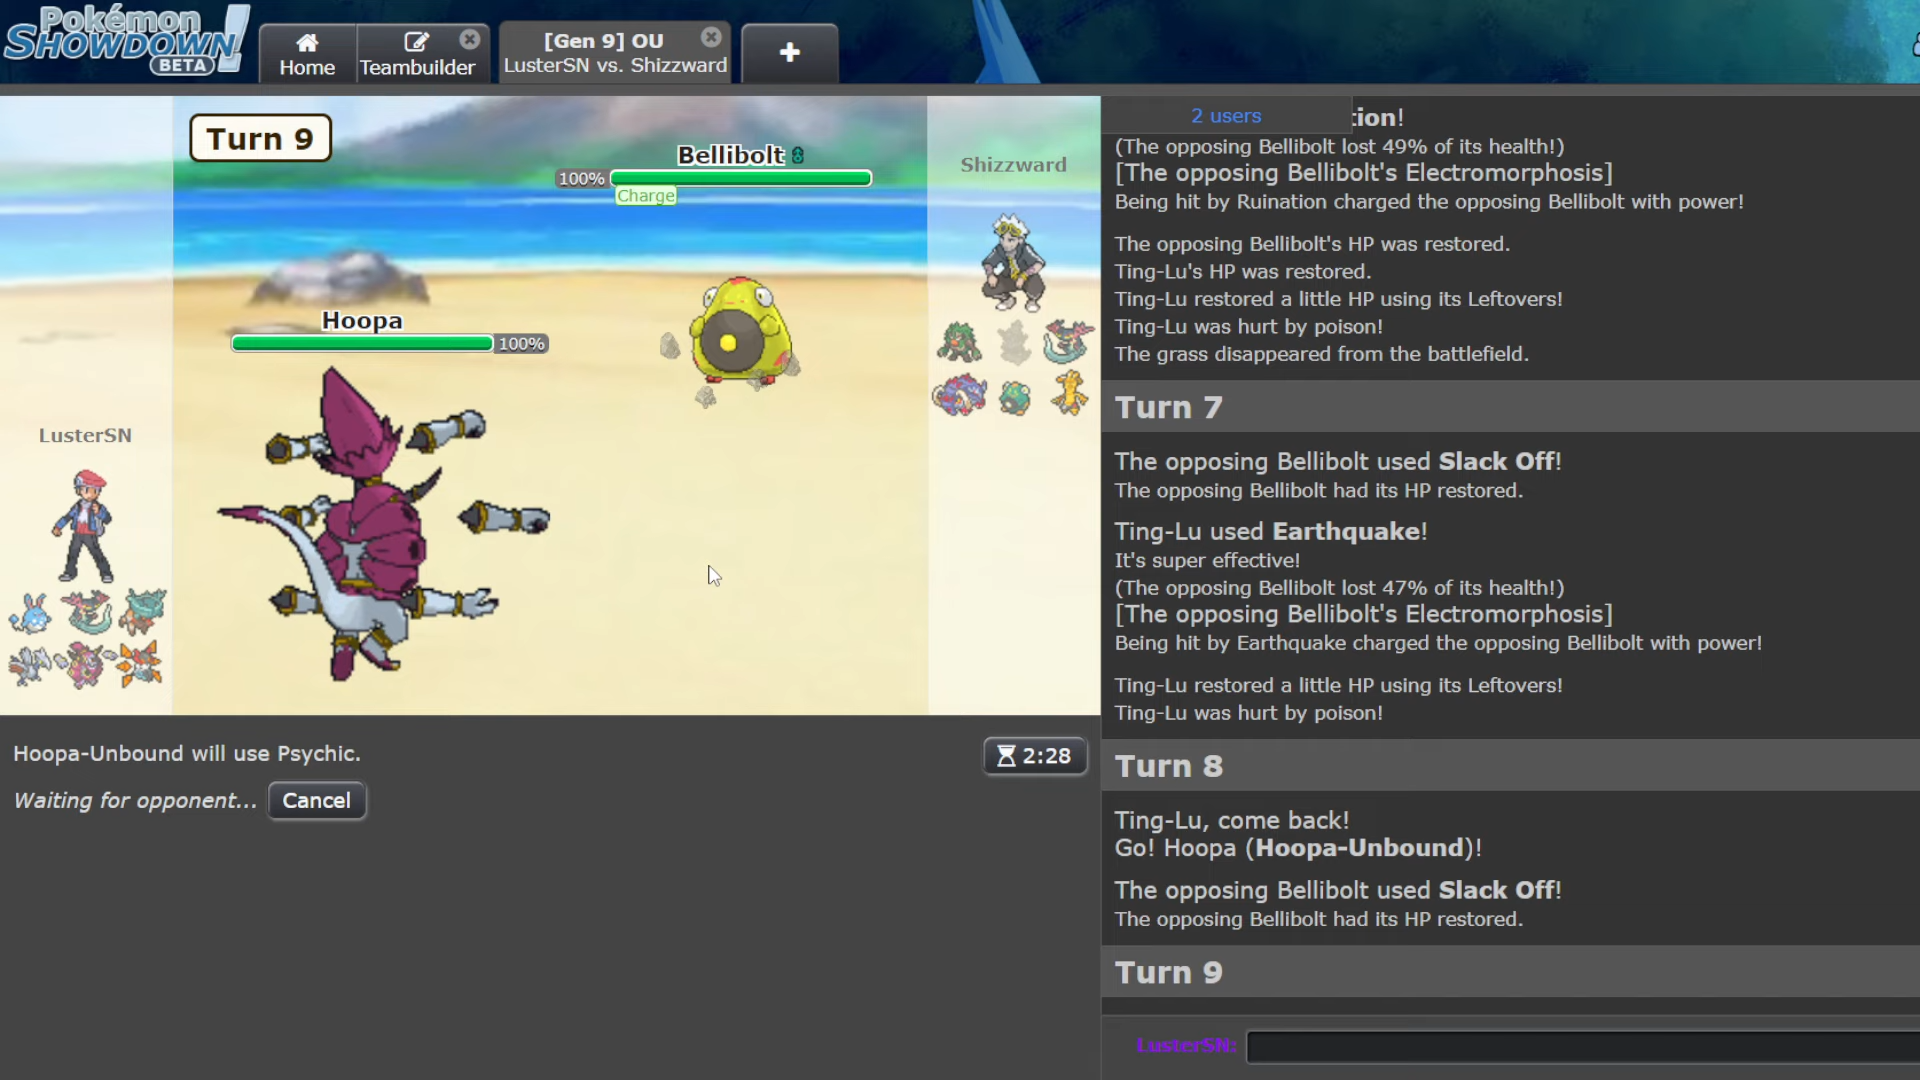 Pokémon
SHOWDOWN!
BETA
Home
Teambuilder
[Gen 9] OU
LusterSN vs. Shizzward
Turn 9
Bellibolt
100%
Charge
Hoopa
100%
LusterSN
Shizzward
Hoopa-Unbound will use Psychic.
2:28
Waiting for opponent... Cancel
2 users
tion!
(The opposing Bellibolt lost 49% of its health!)
[The opposing Bellibolt's Electromorphosis]
Being hit by Ruination charged the opposing Bellibolt with power!
The opposing Bellibolt's HP was restored.
Ting-Lu's HP was restored.
Ting-Lu restored a little HP using its Leftovers!
Ting-Lu was hurt by poison!
The grass disappeared from the battlefield.
Turn 7
The opposing Bellibolt used Slack Off!
The opposing Bellibolt had its HP restored.
Ting-Lu used Earthquake!
It's super effective!
(The opposing Bellibolt lost 47% of its health!)
[The opposing Bellibolt's Electromorphosis]
Being hit by Earthquake charged the opposing Bellibolt with power!
Ting-Lu restored a little HP using its Leftovers!
Ting-Lu was hurt by poison!
Turn 8
Ting-Lu, come back!
Go! Hoopa (Hoopa-Unbound)!
The opposing Bellibolt used Slack Off!
The opposing Bellibolt had its HP restored.
Turn 9
LusterSN: